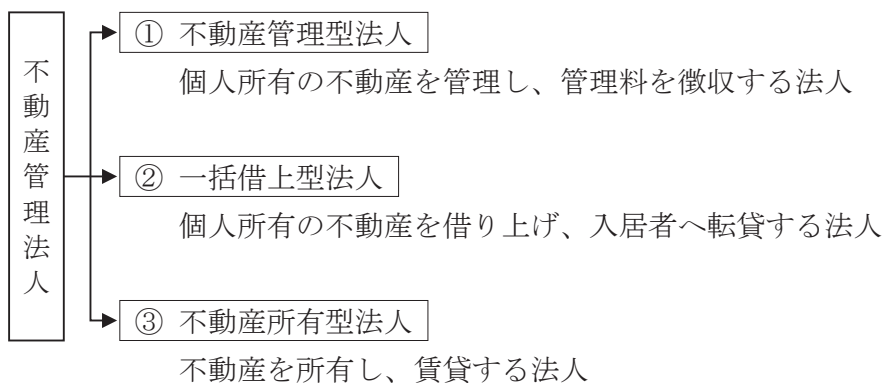 不動産管理法人
① 不動産管理型法人
個人所有の不動産を管理し、管理料を徴収する法人
② 一括借上型法人
個人所有の不動産を借り上げ、入居者へ転貸する法人
③ 不動産所有型法人
不動産を所有し、賃貸する法人